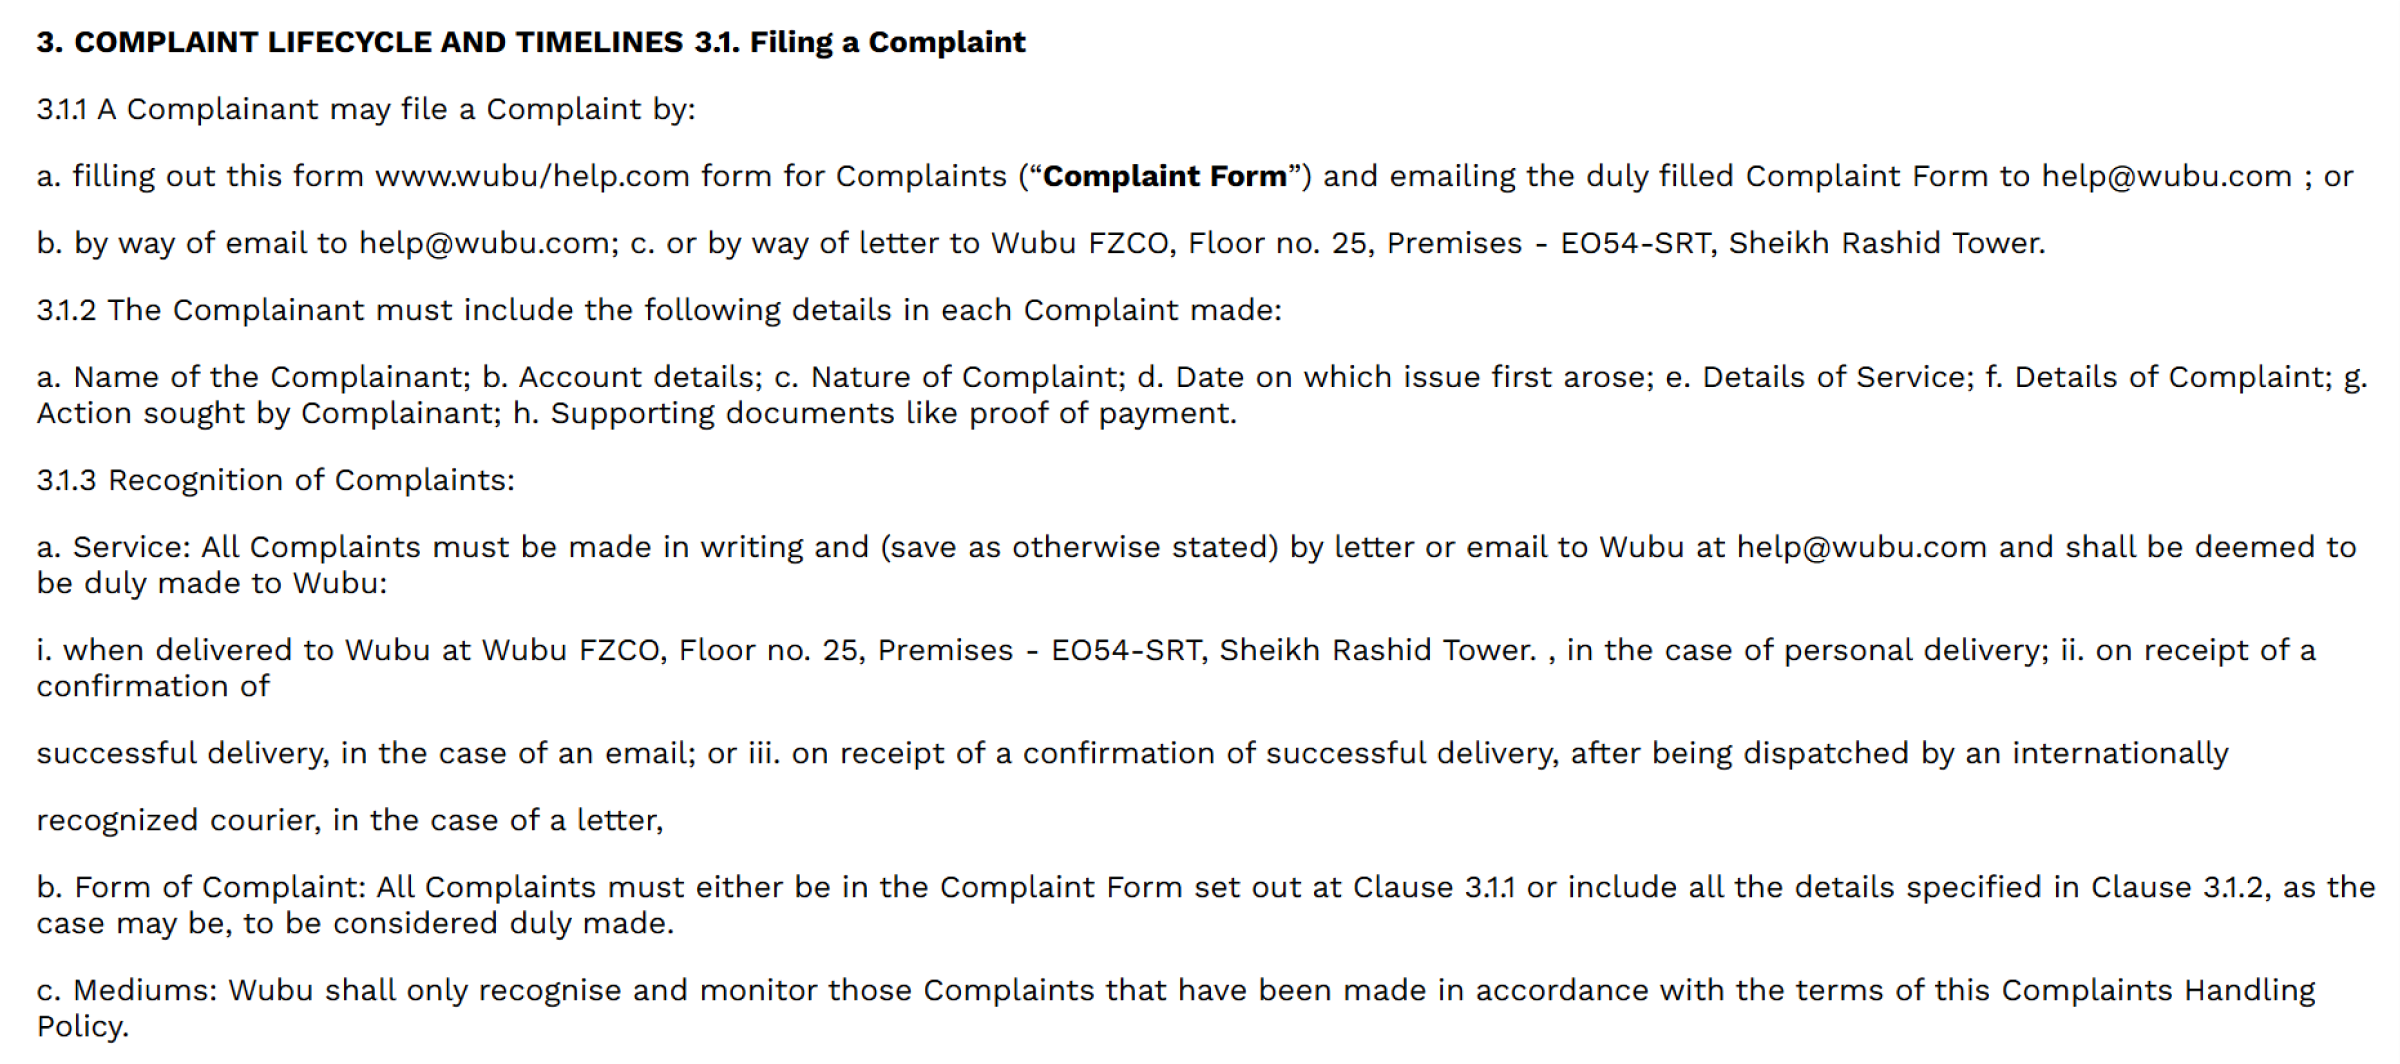 3. COMPLAINT LIFECYCLE AND TIMELINES 3.1. Filing a Complaint
3.1.1 A Complainant may file a Complaint by:
a. filling out this form www.wubu/help.com form for Complaints (“Complaint Form”) and emailing the duly filled Complaint Form to help@wubu.com ; or
b. by way of email to help@wubu.com; c. or by way of letter to Wubu FZCO, Floor no. 25, Premises - EO54-SRT, Sheikh Rashid Tower.
3.1.2 The Complainant must include the following details in each Complaint made:
a. Name of the Complainant; b. Account details; c. Nature of Complaint; d. Date on which issue first arose; e. Details of Service; f. Details of Complaint; g.
Action sought by Complainant; h. Supporting documents like proof of payment.
3.1.3 Recognition of Complaints:
a. Service: All Complaints must be made in writing and (save as otherwise stated) by letter or email to Wubu at help@wubu.com and shall be deemed to
be duly made to Wubu:
i. when delivered to Wubu at Wubu FZCO, Floor no. 25, Premises - EO54-SRT, Sheikh Rashid Tower. , in the case of personal delivery; ii. on receipt of a
confirmation of
successful delivery, in the case of an email; or iii. on receipt of a confirmation of successful delivery, after being dispatched by an internationally
recognized courier, in the case of a letter,
b. Form of Complaint: All Complaints must either be in the Complaint Form set out at Clause 3.1.1 or include all the details specified in Clause 3.1.2, as the
case may be, to be considered duly made.
c. Mediums: Wubu shall only recognise and monitor those Complaints that have been made in accordance with the terms of this Complaints Handling
Policy.